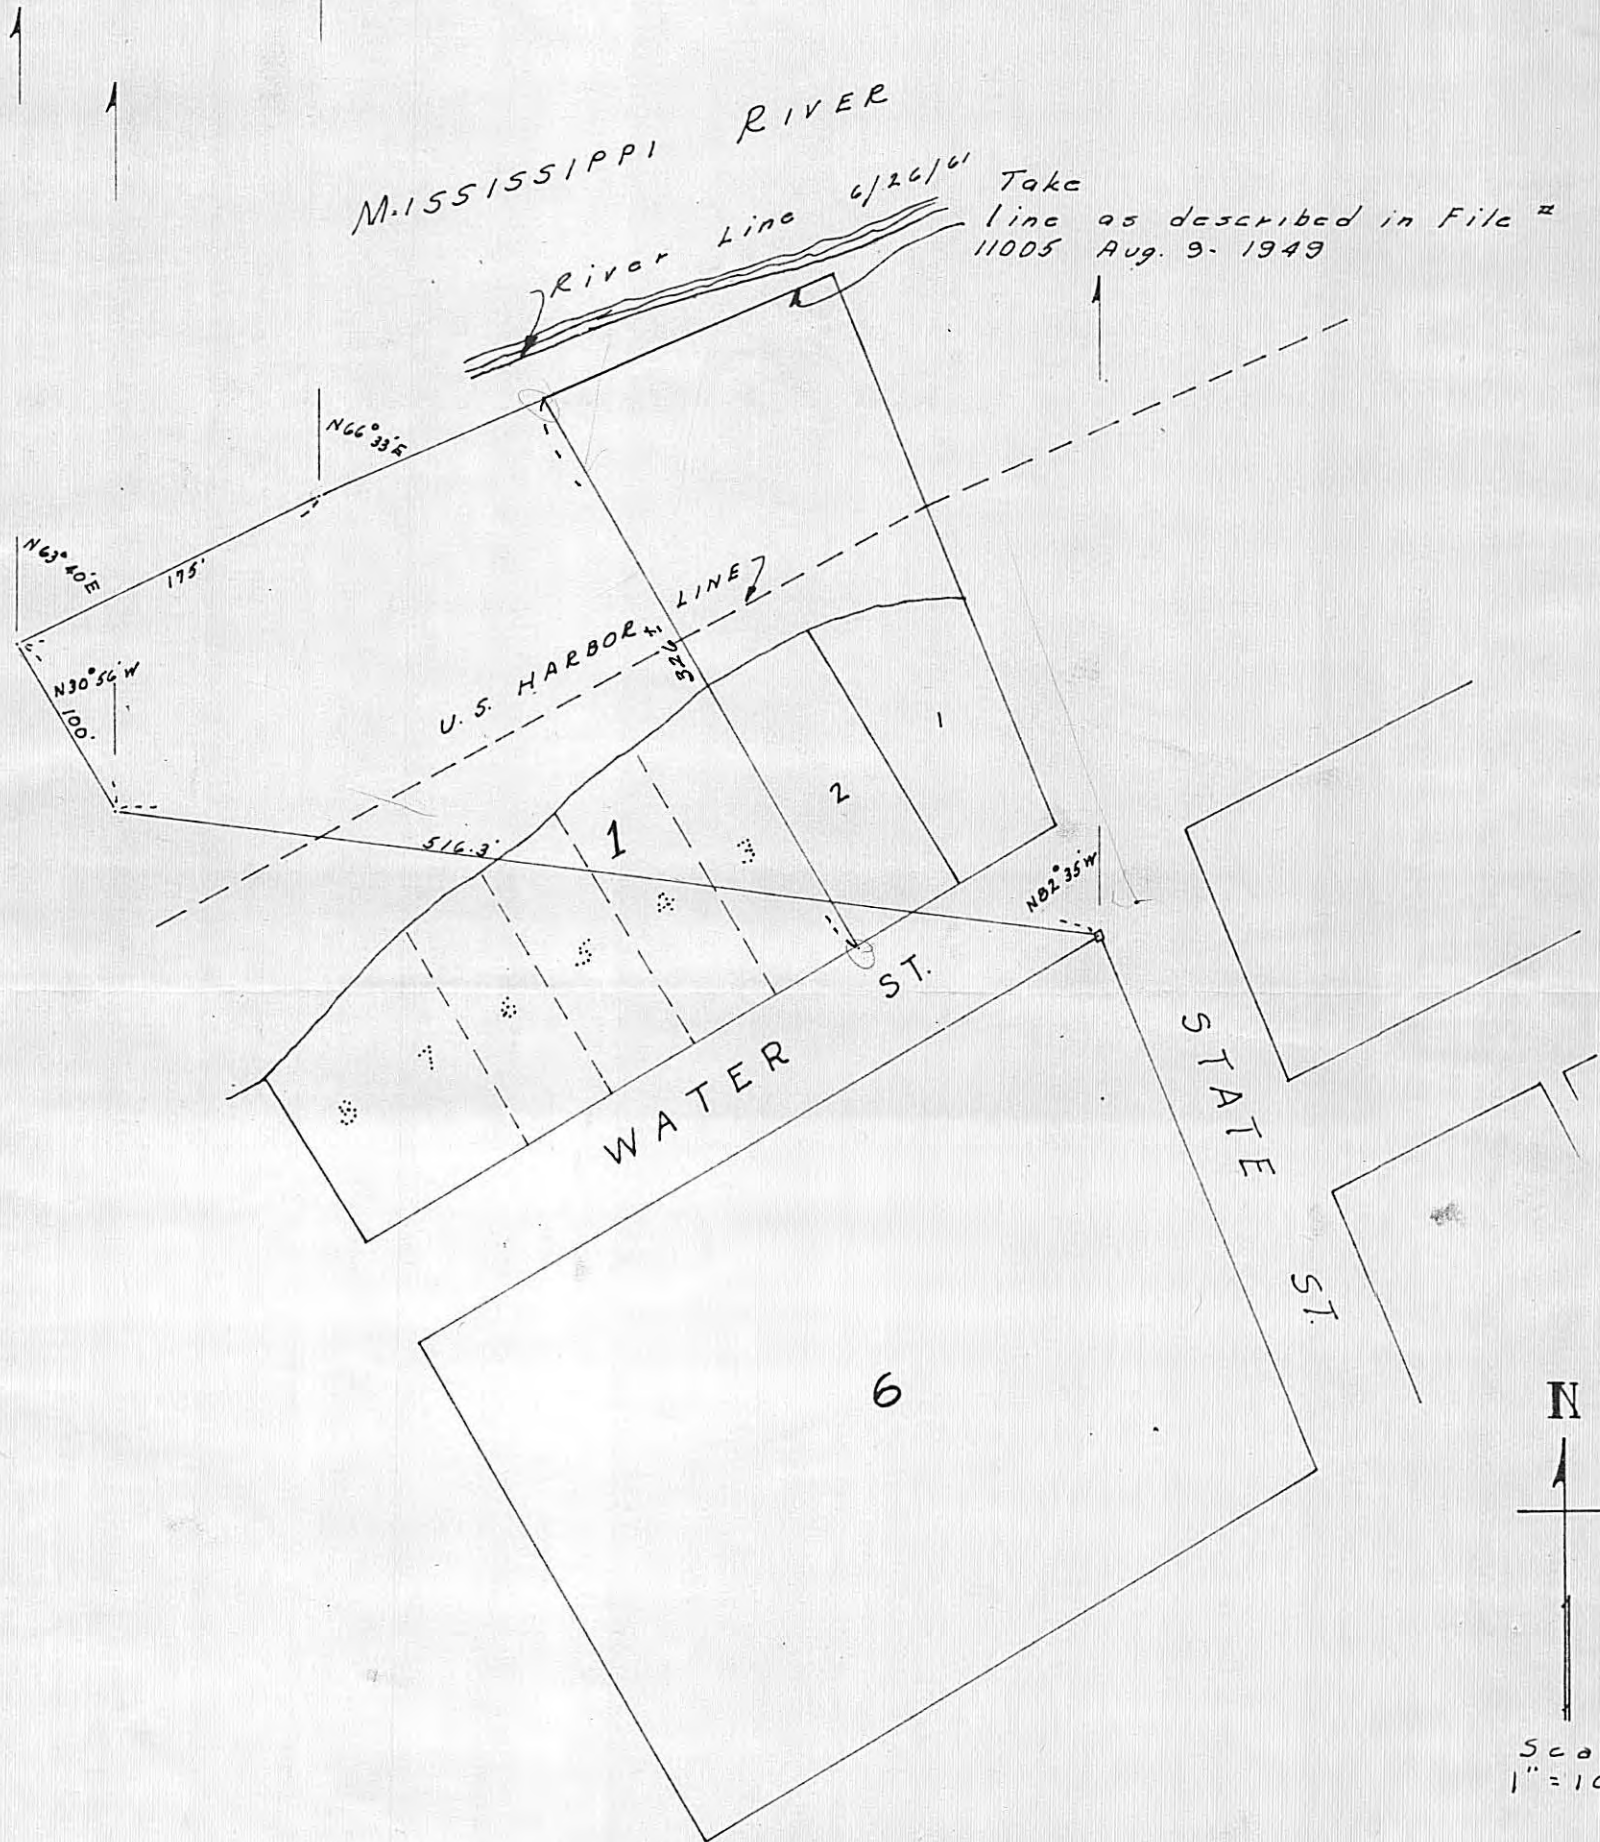 MISSISSIPPI RIVER
River Line 6/26/61
Take
line as described in File #
11005 Aug. 9- 1949
N66°33'E
N63°40'E
175'
N30°56'W
100.
U.S. HARBOR LINE
326 ±
516.3'
1
1
2
3
4
5
6
7
8
N82°35'W
WATER ST.
STATE ST.
6
N
Sca
1" = 10